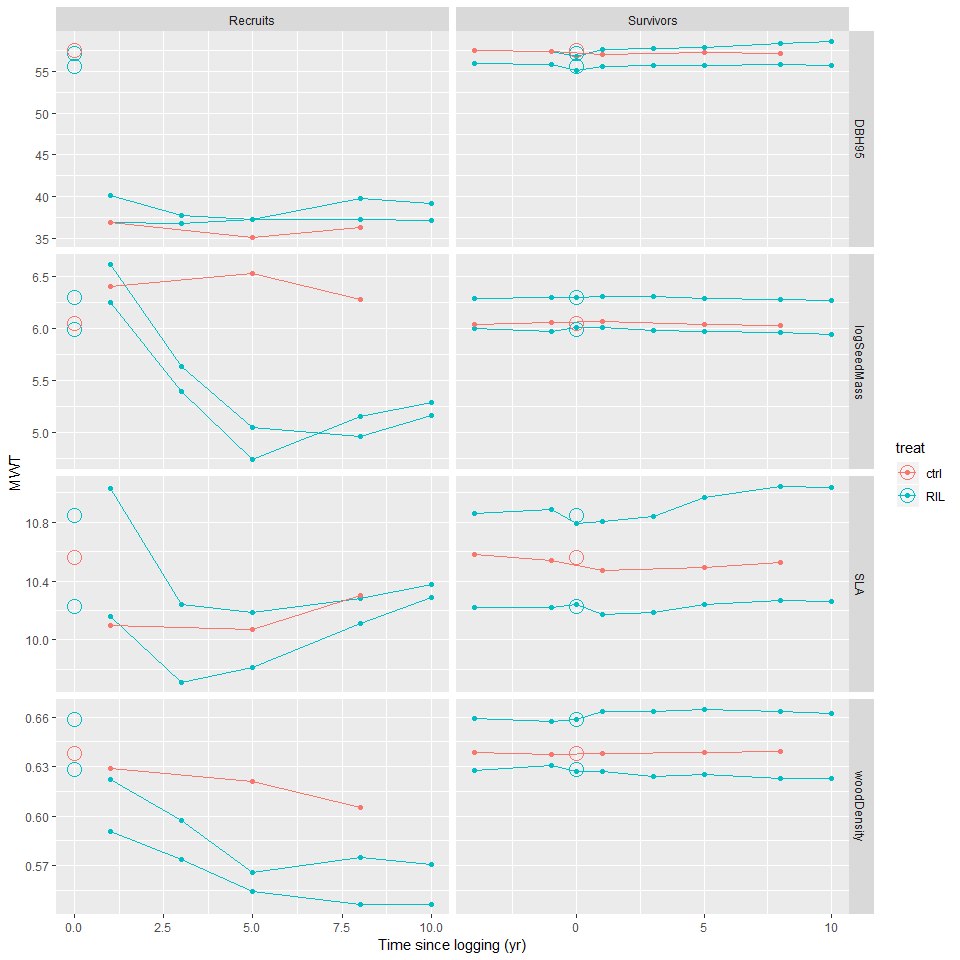 Recruits Survivors
55
50
45
40
35
DBH95
6.5
6.0
5.5
5.0
logSeedMass
10.8
10.4
10.0
SLA
0.66
0.63
0.60
0.57
woodDensity
MWT
0.0 2.5 5.0 7.5 10.0 0 5 10
Time since logging (yr)
treat
ctrl
RIL